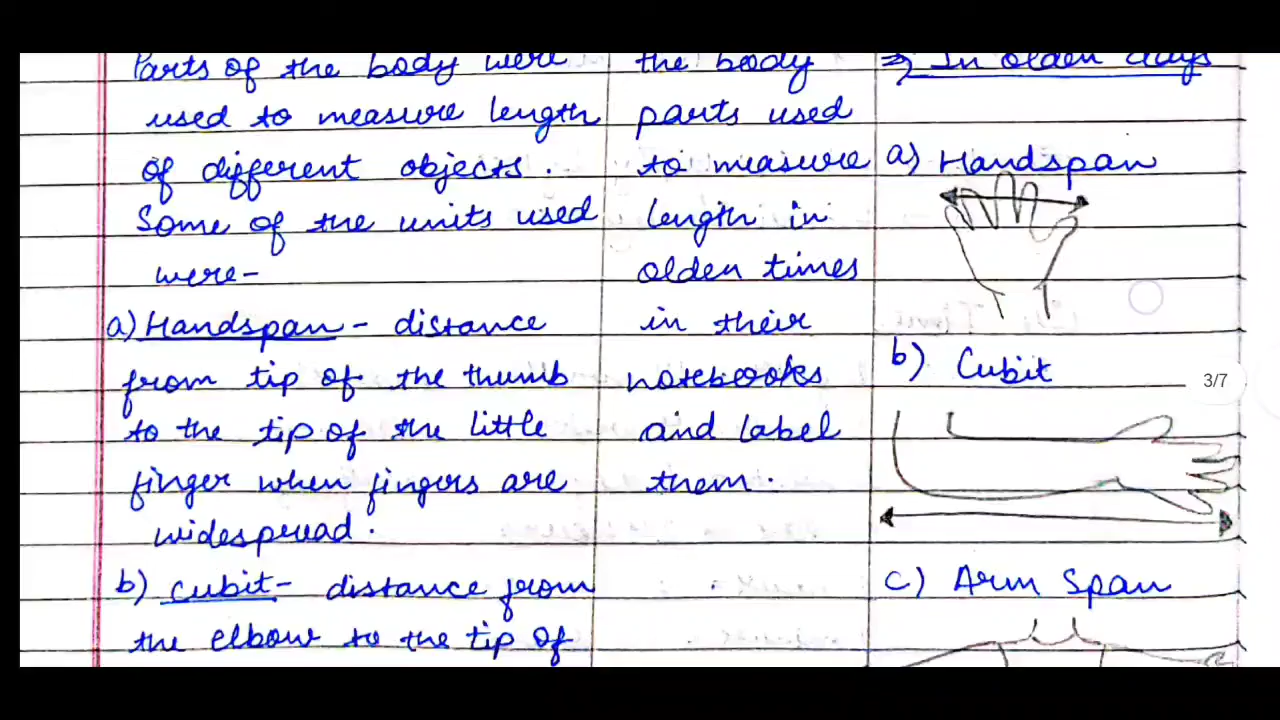 Parts of the body were
used to measure length
of different objects.
Some of the units used
were-
a) Handspan - distance
from tip of the thumb
to the tip of the little
finger when fingers are
widespread.
b) Cubit - distance from
the elbow to the tip of
the body
parts used
to measure
length in
olden times
in their
notebooks
and label
them.
In olden days
a) Handspan
b) Cubit
c) Arm Span
3/7